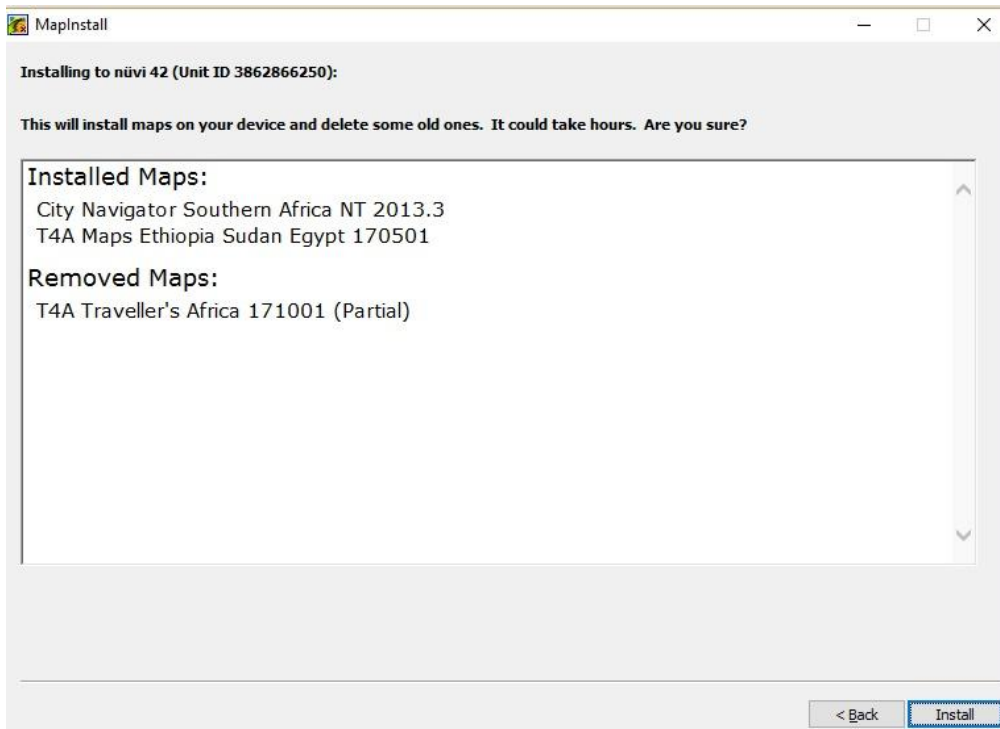 MapInstall
Installing to nüvi 42 (Unit ID 3862866250):
This will install maps on your device and delete some old ones. It could take hours. Are you sure?
Installed Maps:
City Navigator Southern Africa NT 2013.3
T4A Maps Ethiopia Sudan Egypt 170501
Removed Maps:
T4A Traveller's Africa 171001 (Partial)
< Back
Install